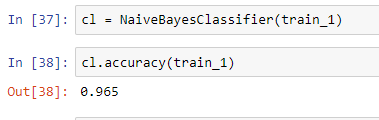 In [37]: cl = NaiveBayesClassifier(train_1)
In [38]: cl.accuracy(train_1)
Out[38]: 0.965